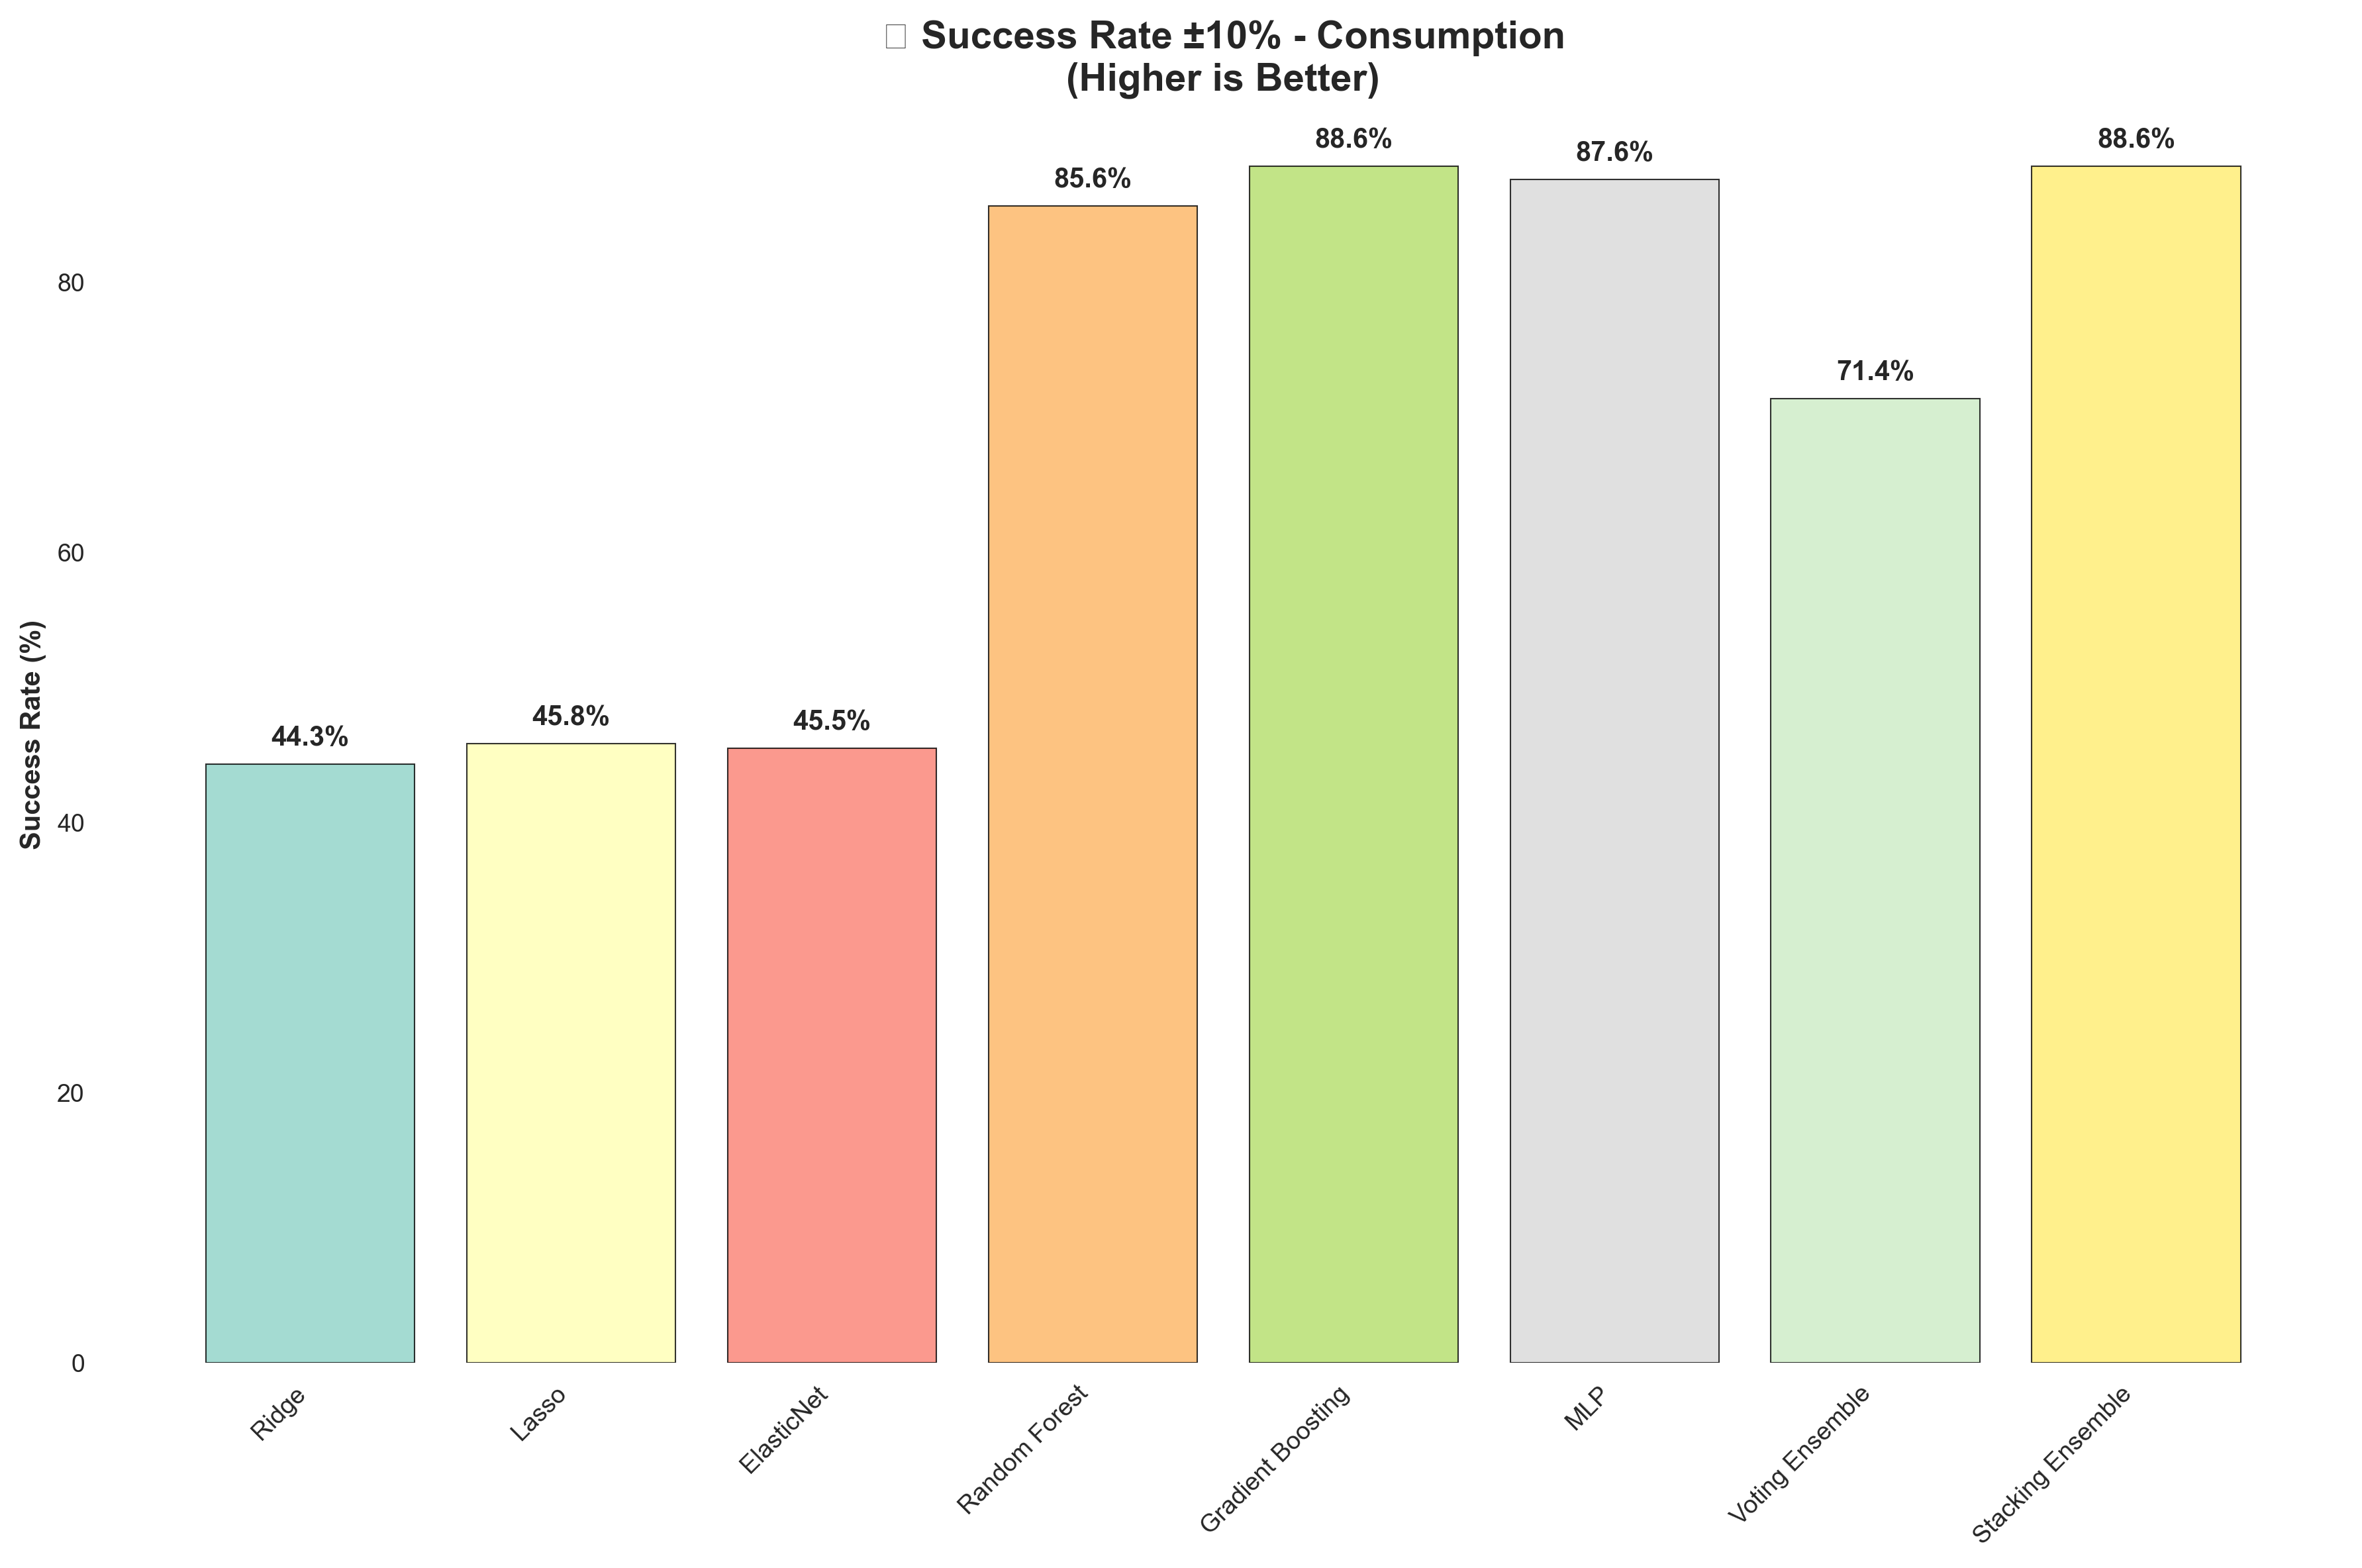 Success Rate ±10% - Consumption
(Higher is Better)
88.6%
88.6%
87.6%
85.6%
80
71.4%
60
Success Rate (%)
45.8%
45.5%
44.3%
40
20
0
Ridge
Lasso
ElasticNet
Random Forest
Gradient Boosting
MLP
Voting Ensemble
Stacking Ensemble